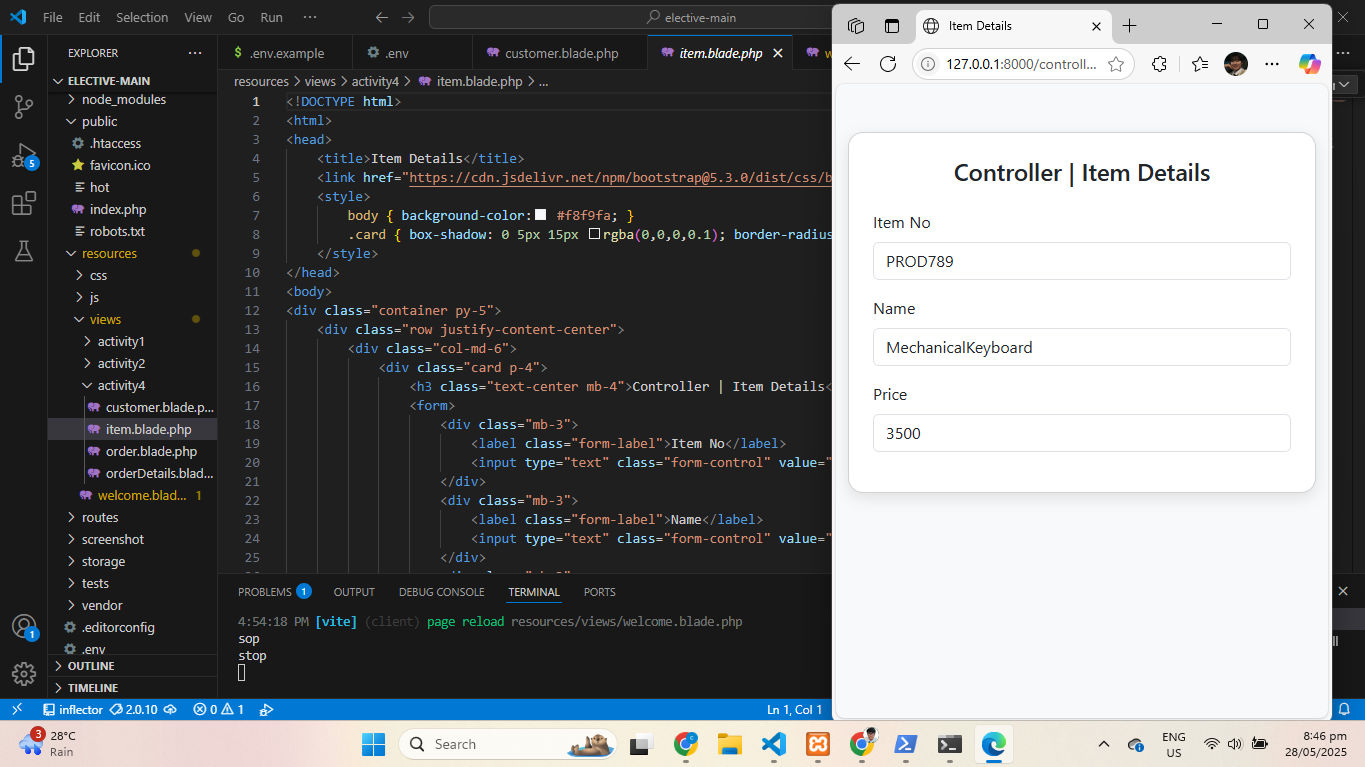 File Edit Selection View Go Run ···
elective-main
EXPLORER ···
ELECTIVE-MAIN
node_modules
public
.htaccess
favicon.ico
hot
index.php
robots.txt
resources
css
js
views
activity1
activity2
activity4
customer.blade.p...
item.blade.php
order.blade.php
orderDetails.blad...
welcome.blad... 1
routes
screenshot
storage
tests
vendor
.editorconfig
.env
OUTLINE
TIMELINE
5
1
$ .env.example
.env
customer.blade.php
item.blade.php
resources > views > activity4 > item.blade.php > ...
1 <!DOCTYPE html>
2 <html>
3 <head>
4 <title>Item Details</title>
5 <link href="https://cdn.jsdelivr.net/npm/bootstrap@5.3.0/dist/css/b
6 <style>
7 body { background-color: #f8f9fa; }
8 .card { box-shadow: 0 5px 15px rgba(0,0,0,0.1); border-radius
9 </style>
10 </head>
11 <body>
12 <div class="container py-5">
13 <div class="row justify-content-center">
14 <div class="col-md-6">
15 <div class="card p-4">
16 <h3 class="text-center mb-4">Controller | Item Details<
17 <form>
18 <div class="mb-3">
19 <label class="form-label">Item No</label>
20 <input type="text" class="form-control" value="
21 </div>
22 <div class="mb-3">
23 <label class="form-label">Name</label>
24 <input type="text" class="form-control" value="
25 </div>
PROBLEMS 1 OUTPUT DEBUG CONSOLE TERMINAL PORTS
4:54:18 PM [vite] (client) page reload resources/views/welcome.blade.php
sop
stop
inflector 2.0.10 0 1
Ln 1, Col 1
Item Details
127.0.0.1:8000/controll...
Controller | Item Details
Item No
PROD789
Name
MechanicalKeyboard
Price
3500
3
28°C
Rain
Search
ENG
US
8:46 pm
28/05/2025